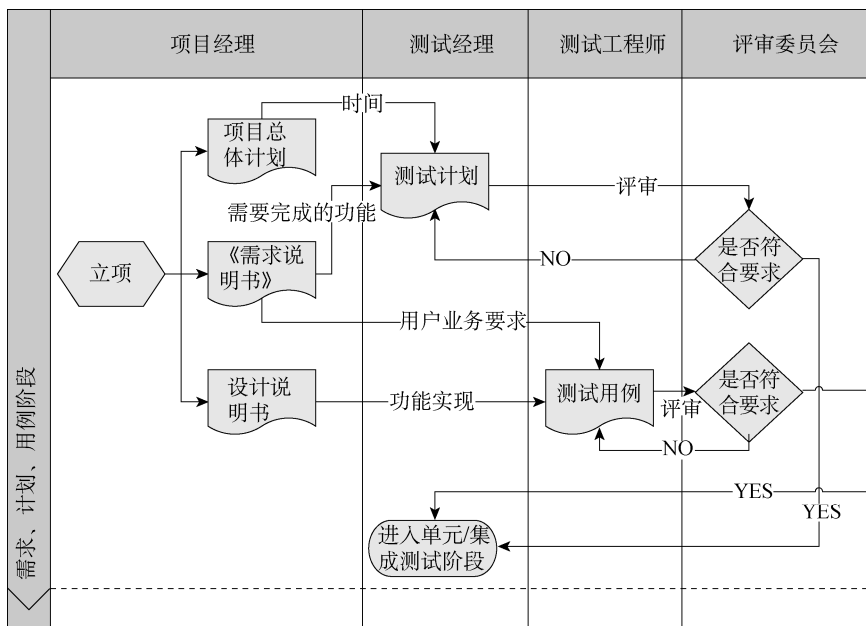 项目经理
测试经理
测试工程师
评审委员会
时间
项目总
体计划
测试计划
评审
需要完成的功能
是否符
合要求
NO
立项
《需求说
明书》
用户业务要求
设计说
明书
功能实现
测试用例
评审
是否符
合要求
NO
YES
YES
进入单元/集
成测试阶段
需求、计划、用例阶段